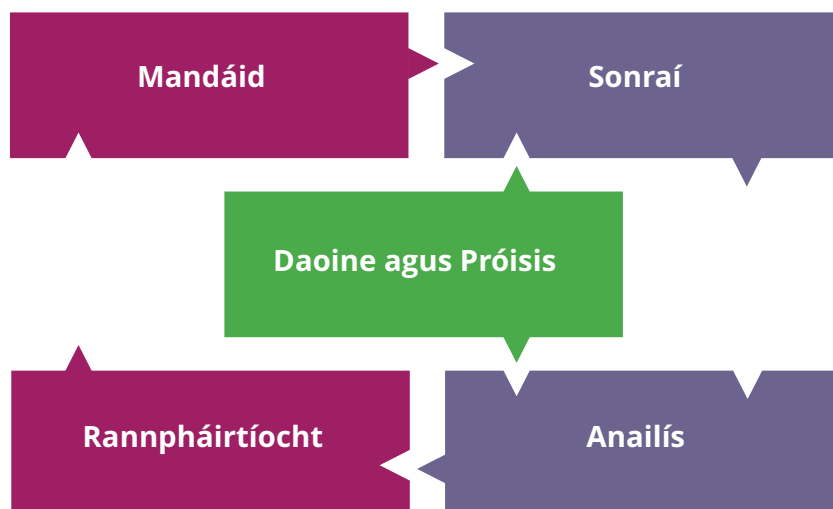 Mandáid
Sonraí
Daoine agus Próisis
Rannpháirtíocht
Anailís